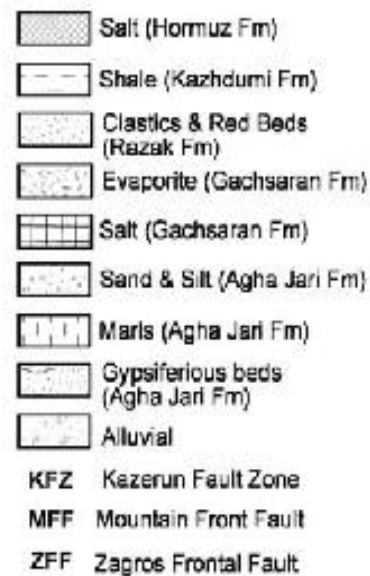 Salt (Hormuz Fm)
Shale (Kazhdumi Fm)
Clastics & Red Beds
(Razak Fm)
Evaporite (Gachsaran Fm)
Salt (Gachsaran Fm)
Sand & Silt (Agha Jari Fm)
Marls (Agha Jari Fm)
Gypsiferious beds
(Agha Jari Fm)
Alluvial
KFZ Kazerun Fault Zone
MFF Mountain Front Fault
ZFF Zagros Frontal Fault